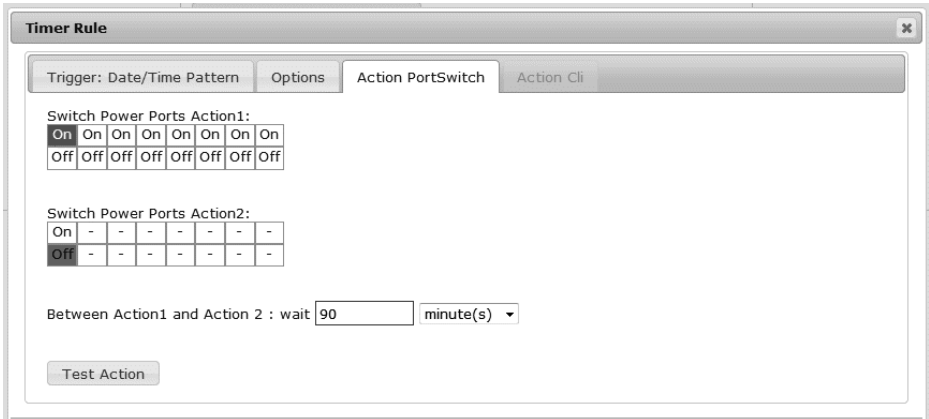 Timer Rule
Trigger: Date/Time Pattern Options Action PortSwitch Action Cli
Switch Power Ports Action1:
On On On On On On On On
Off Off Off Off Off Off Off Off
Switch Power Ports Action2:
On - - - - - - -
Off - - - - - - -
Between Action1 and Action 2 : wait 90 minute(s)
Test Action